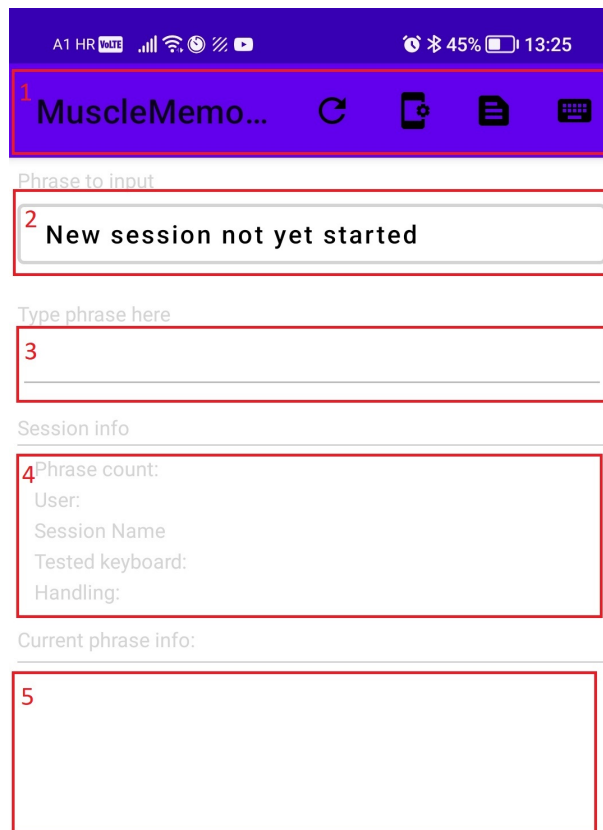 A1 HR VoLTE 45% 13:25
1 MuscleMemo...
Phrase to input
2 New session not yet started
Type phrase here
3
Session info
4 Phrase count:
User:
Session Name
Tested keyboard:
Handling:
Current phrase info:
5